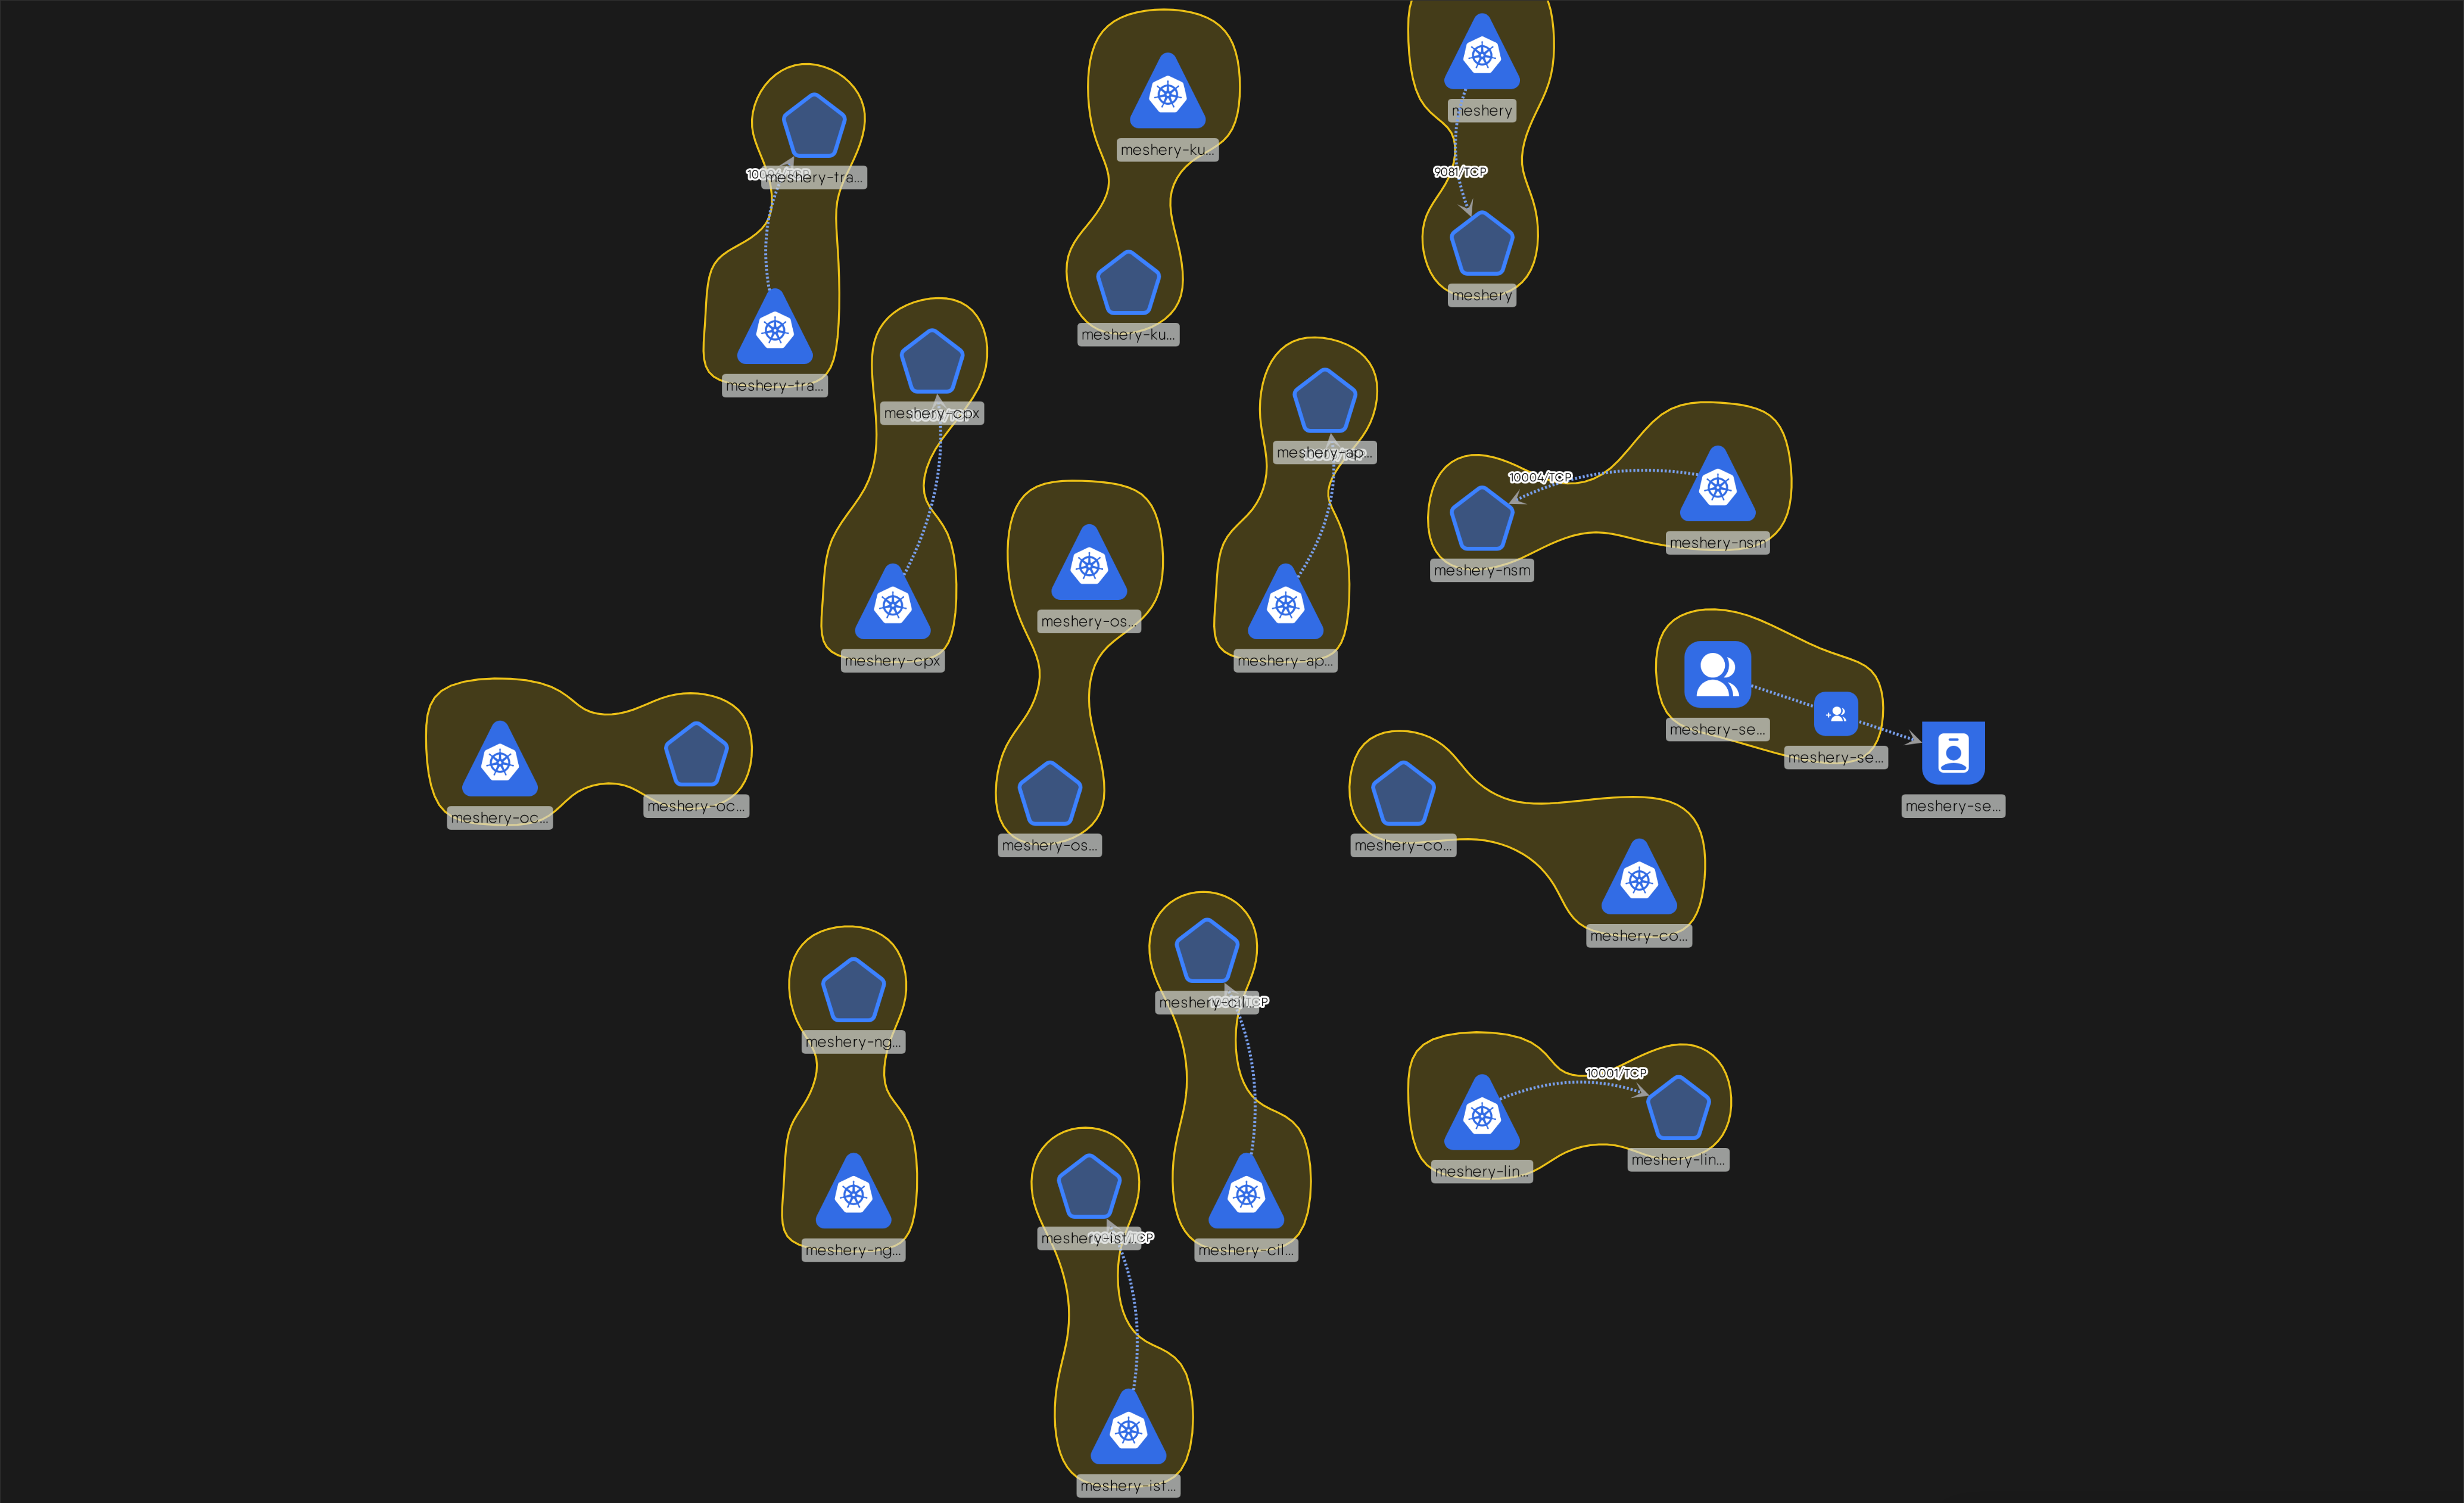 meshery
meshery-ku...
meshery-tra...
9081/TCP
meshery
meshery-ku...
meshery-tra...
meshery-cpx
meshery-ap...
10004/TCP
meshery-nsm
meshery-nsm
meshery-os...
meshery-cpx
meshery-ap...
meshery-se...
meshery-se...
meshery-se...
meshery-oc...
meshery-oc...
meshery-os...
meshery-co...
meshery-co...
meshery-cil...
meshery-ng...
10001/TCP
meshery-lin...
meshery-lin...
meshery-ist...
meshery-ng...
meshery-cil...
meshery-ist...